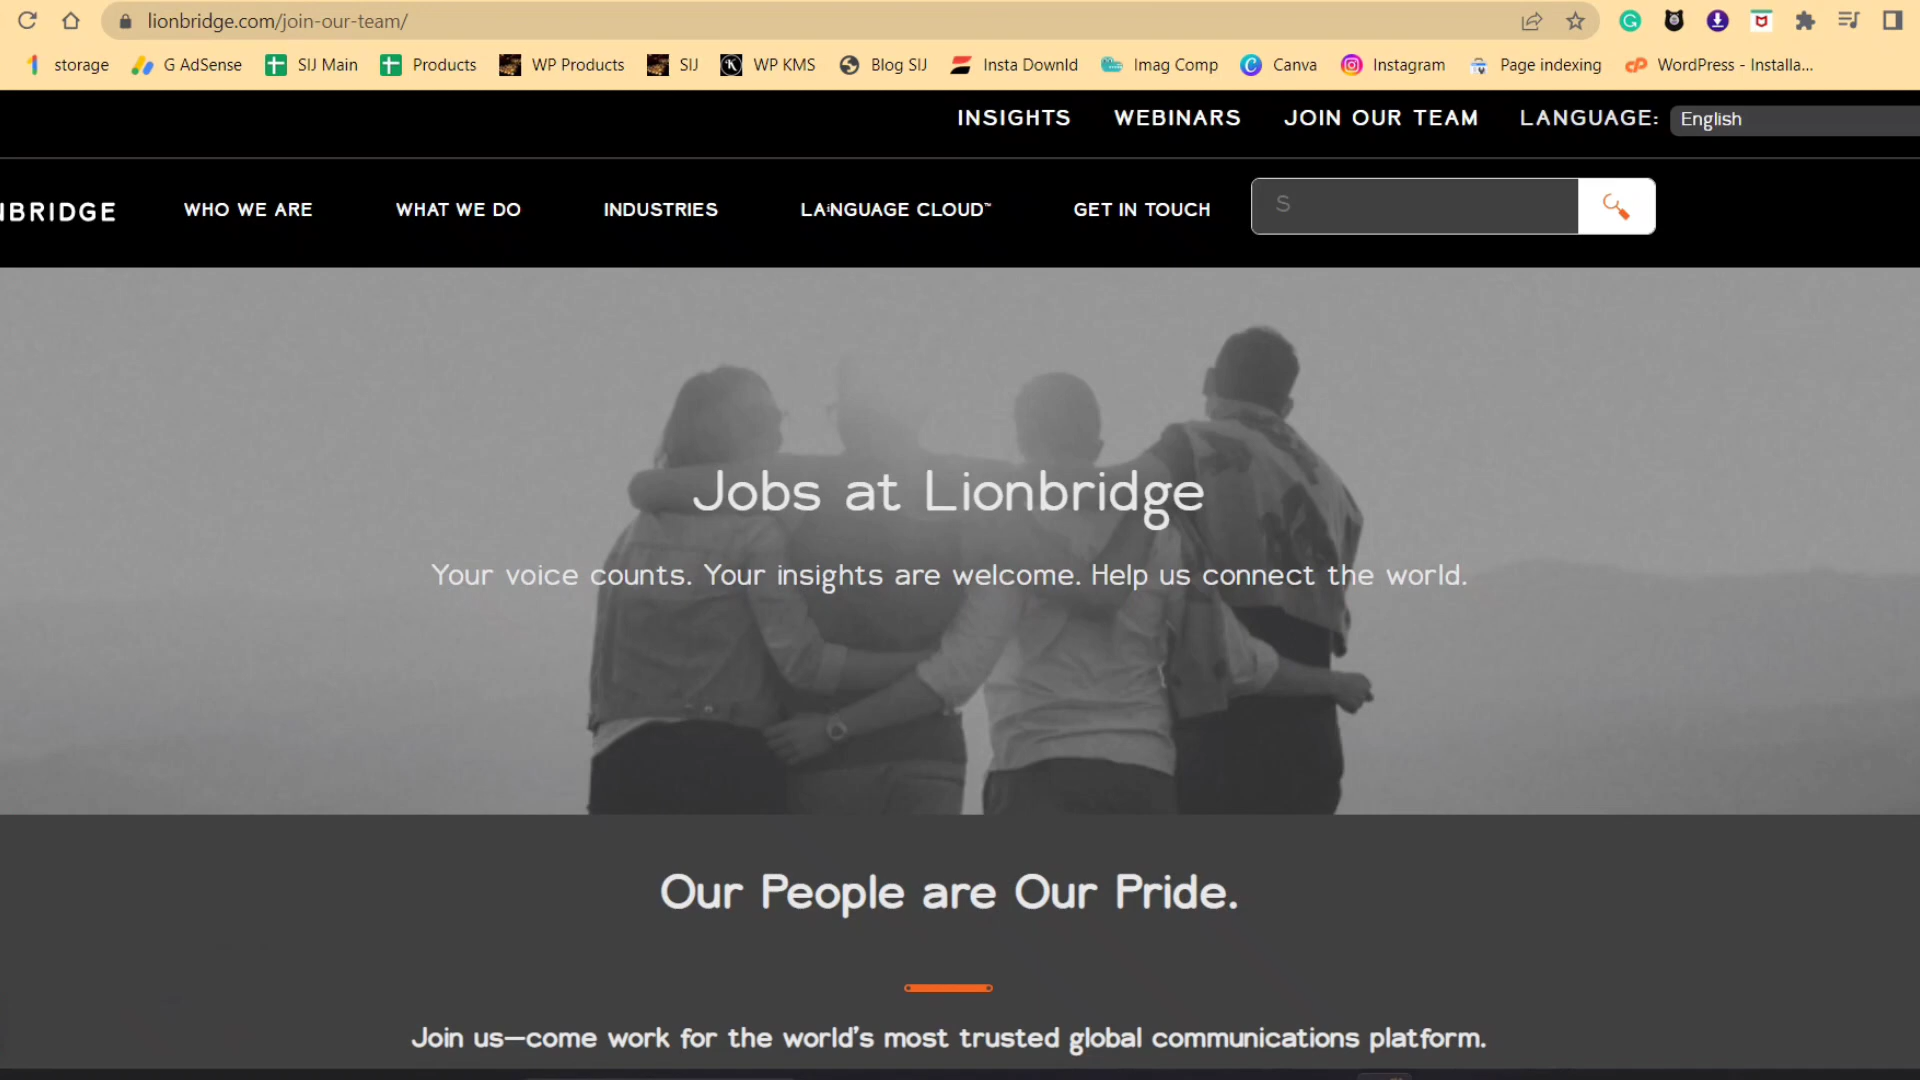 lionbridge.com/join-our-team/
storage G AdSense SIJ Main Products WP Products SIJ WP KMS Blog SIJ Insta Downld Imag Comp Canva Instagram Page indexing WordPress - Installa...
INSIGHTS WEBINARS JOIN OUR TEAM LANGUAGE: English
NBRIDGE WHO WE ARE WHAT WE DO INDUSTRIES LANGUAGE CLOUD™ GET IN TOUCH S
Jobs at Lionbridge
Your voice counts. Your insights are welcome. Help us connect the world.
Our People are Our Pride.
Join us—come work for the world's most trusted global communications platform.